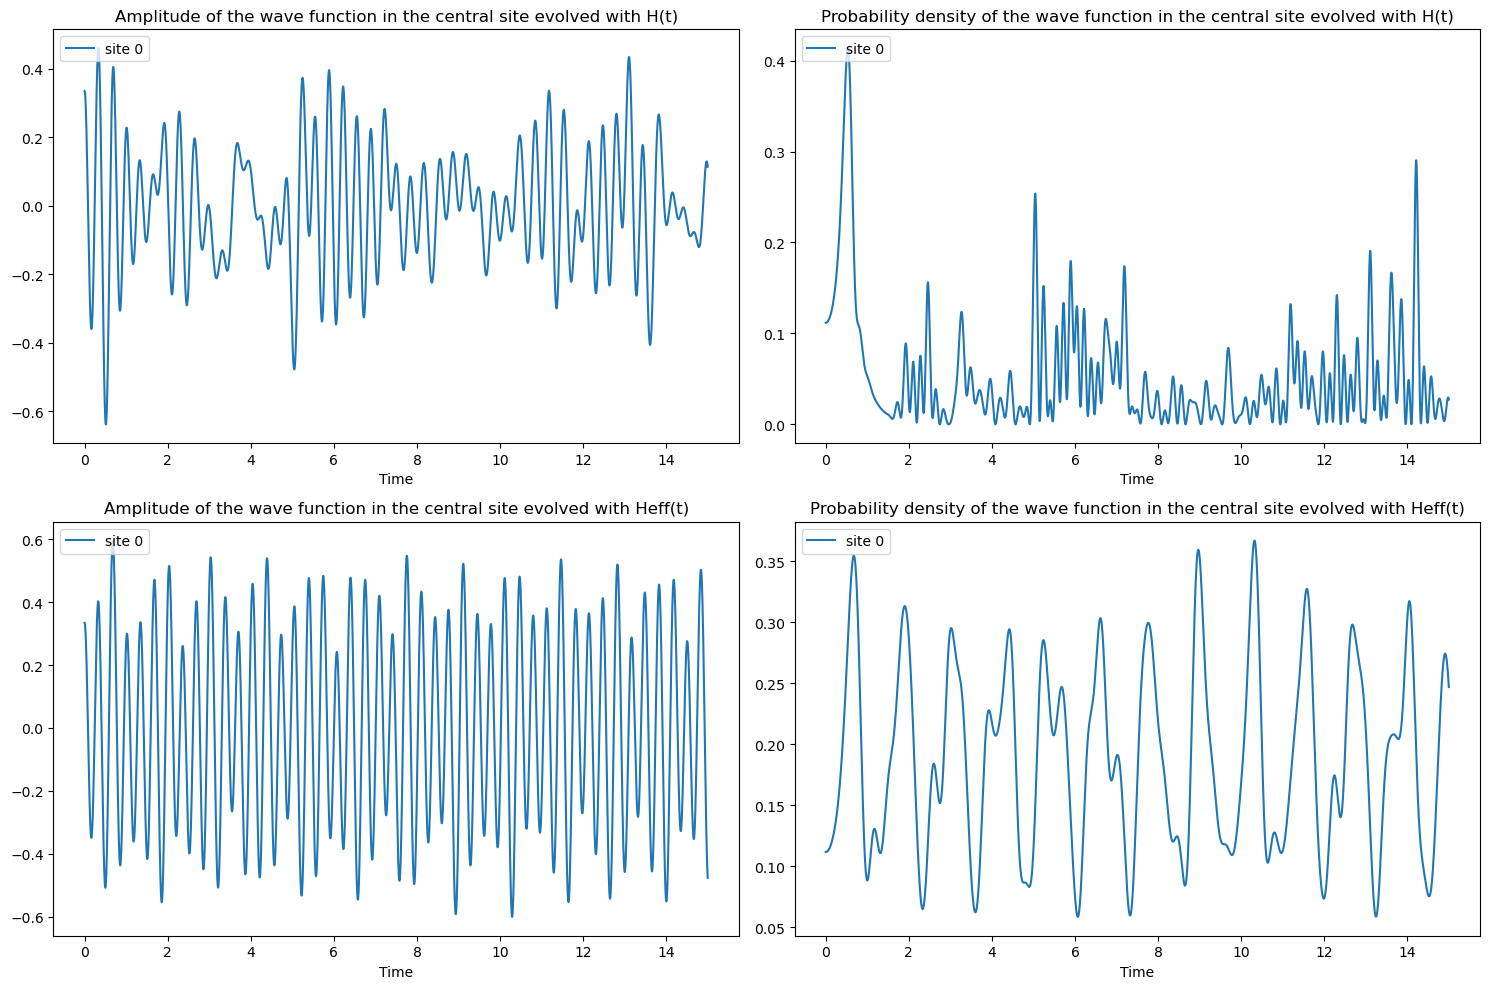 Amplitude of the wave function in the central site evolved with H(t)
site 0
0.4
0.2
0.0
−0.2
−0.4
−0.6
0 2 4 6 8 10 12 14
Time
Probability density of the wave function in the central site evolved with H(t)
site 0
0.4
0.3
0.2
0.1
0.0
0 2 4 6 8 10 12 14
Time
Amplitude of the wave function in the central site evolved with Heff(t)
site 0
0.6
0.4
0.2
0.0
−0.2
−0.4
−0.6
0 2 4 6 8 10 12 14
Time
Probability density of the wave function in the central site evolved with Heff(t)
site 0
0.35
0.30
0.25
0.20
0.15
0.10
0.05
0 2 4 6 8 10 12 14
Time